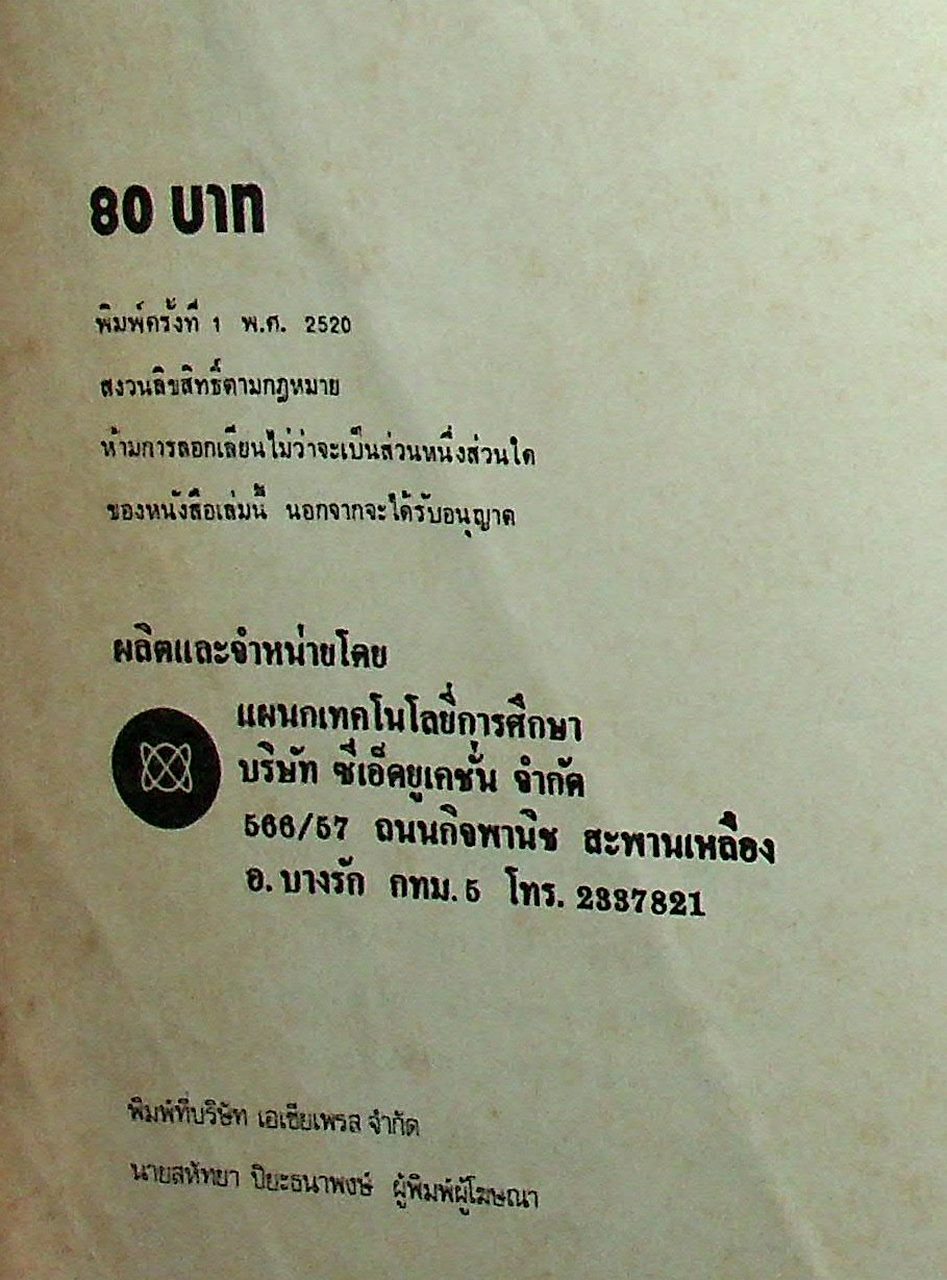 80 บาท
พิมพ์ครั้งที่ 1 พ.ศ. 2520
สงวนลิขสิทธิ์ตามกฎหมาย
ห้ามการลอกเลียนไม่ว่าจะเป็นส่วนหนึ่งส่วนใด
ของหนังสือเล่มนี้ นอกจากจะได้รับอนุญาต
ผลิตและจำหน่ายโดย
แผนกเทคโนโลยี่การศึกษา
บริษัท ซีเอ็ดยูเคชั่น จำกัด
566/57 ถนนกิจพานิช สะพานเหลือง
อ.บางรัก กทม.5 โทร. 2337821
พิมพ์ที่บริษัท เอเชียเพรส จำกัด
นายสหัทยา ปิยะธนาพงษ์ ผู้พิมพ์ผู้โฆษณา